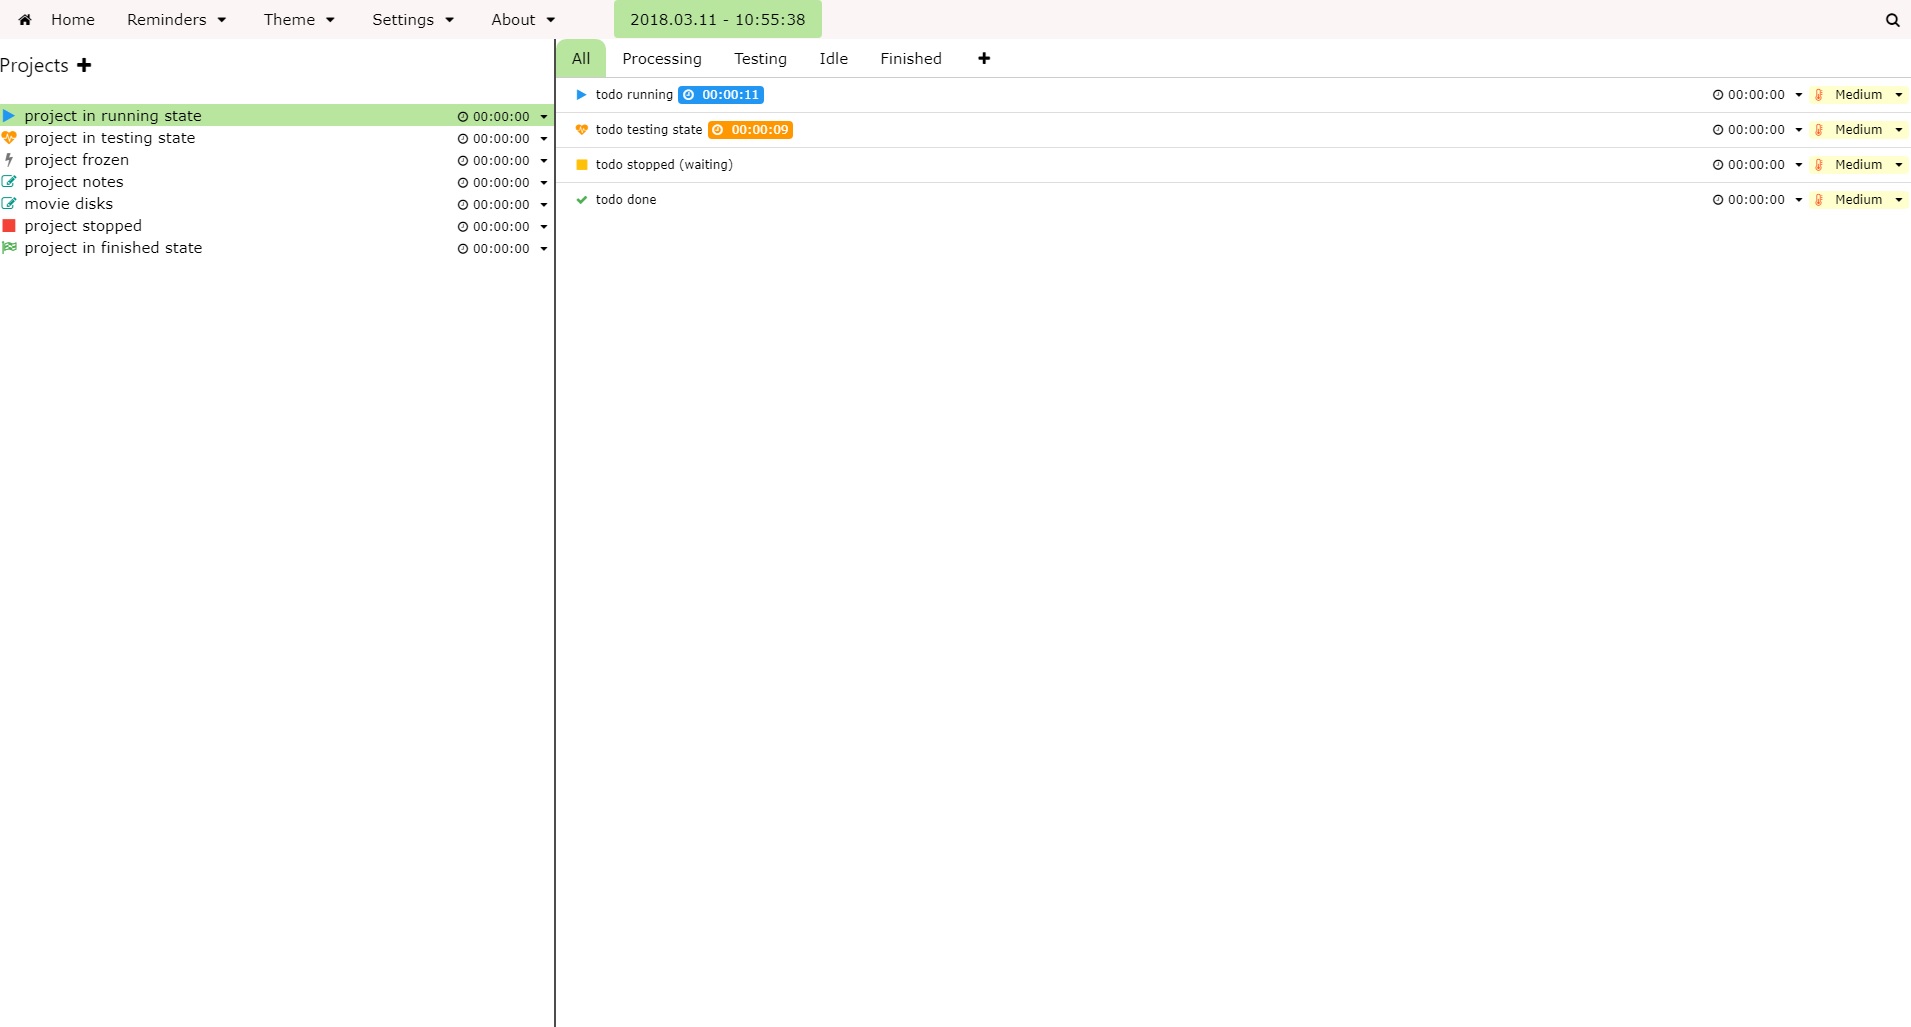 Home Reminders Theme Settings About 2018.03.11 - 10:55:38
Projects
project in running state 00:00:00
project in testing state 00:00:00
project frozen 00:00:00
project notes 00:00:00
movie disks 00:00:00
project stopped 00:00:00
project in finished state 00:00:00
All Processing Testing Idle Finished
todo running 00:00:11 00:00:00 Medium
todo testing state 00:00:09 00:00:00 Medium
todo stopped (waiting) 00:00:00 Medium
todo done 00:00:00 Medium